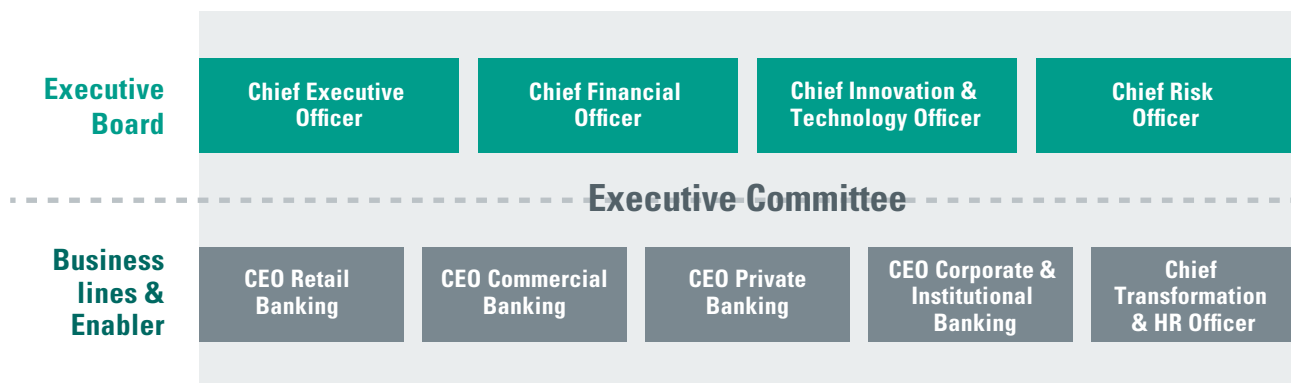 Executive
Board
Chief Executive
Officer
Chief Financial
Officer
Chief Innovation &
Technology Officer
Chief Risk
Officer
Executive Committee
Business
lines &
Enabler
CEO Retail
Banking
CEO Commercial
Banking
CEO Private
Banking
CEO Corporate &
Institutional
Banking
Chief
Transformation
& HR Officer